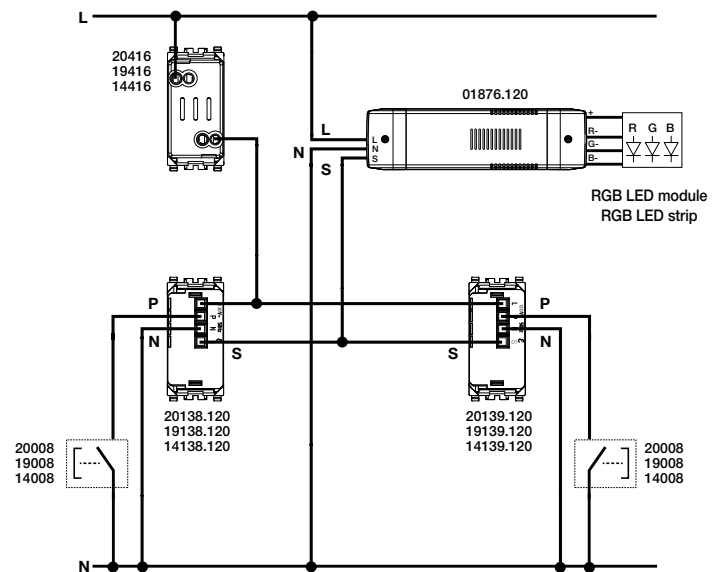 L
20416
19416
14416
01876.120
L
N
S
L
N
S
+
R-
G-
B-
R G B
RGB LED module
RGB LED strip
P
N
S
L
P
N
S
P
N
20138.120
19138.120
14138.120
20139.120
19139.120
14139.120
20008
19008
14008
20008
19008
14008
N